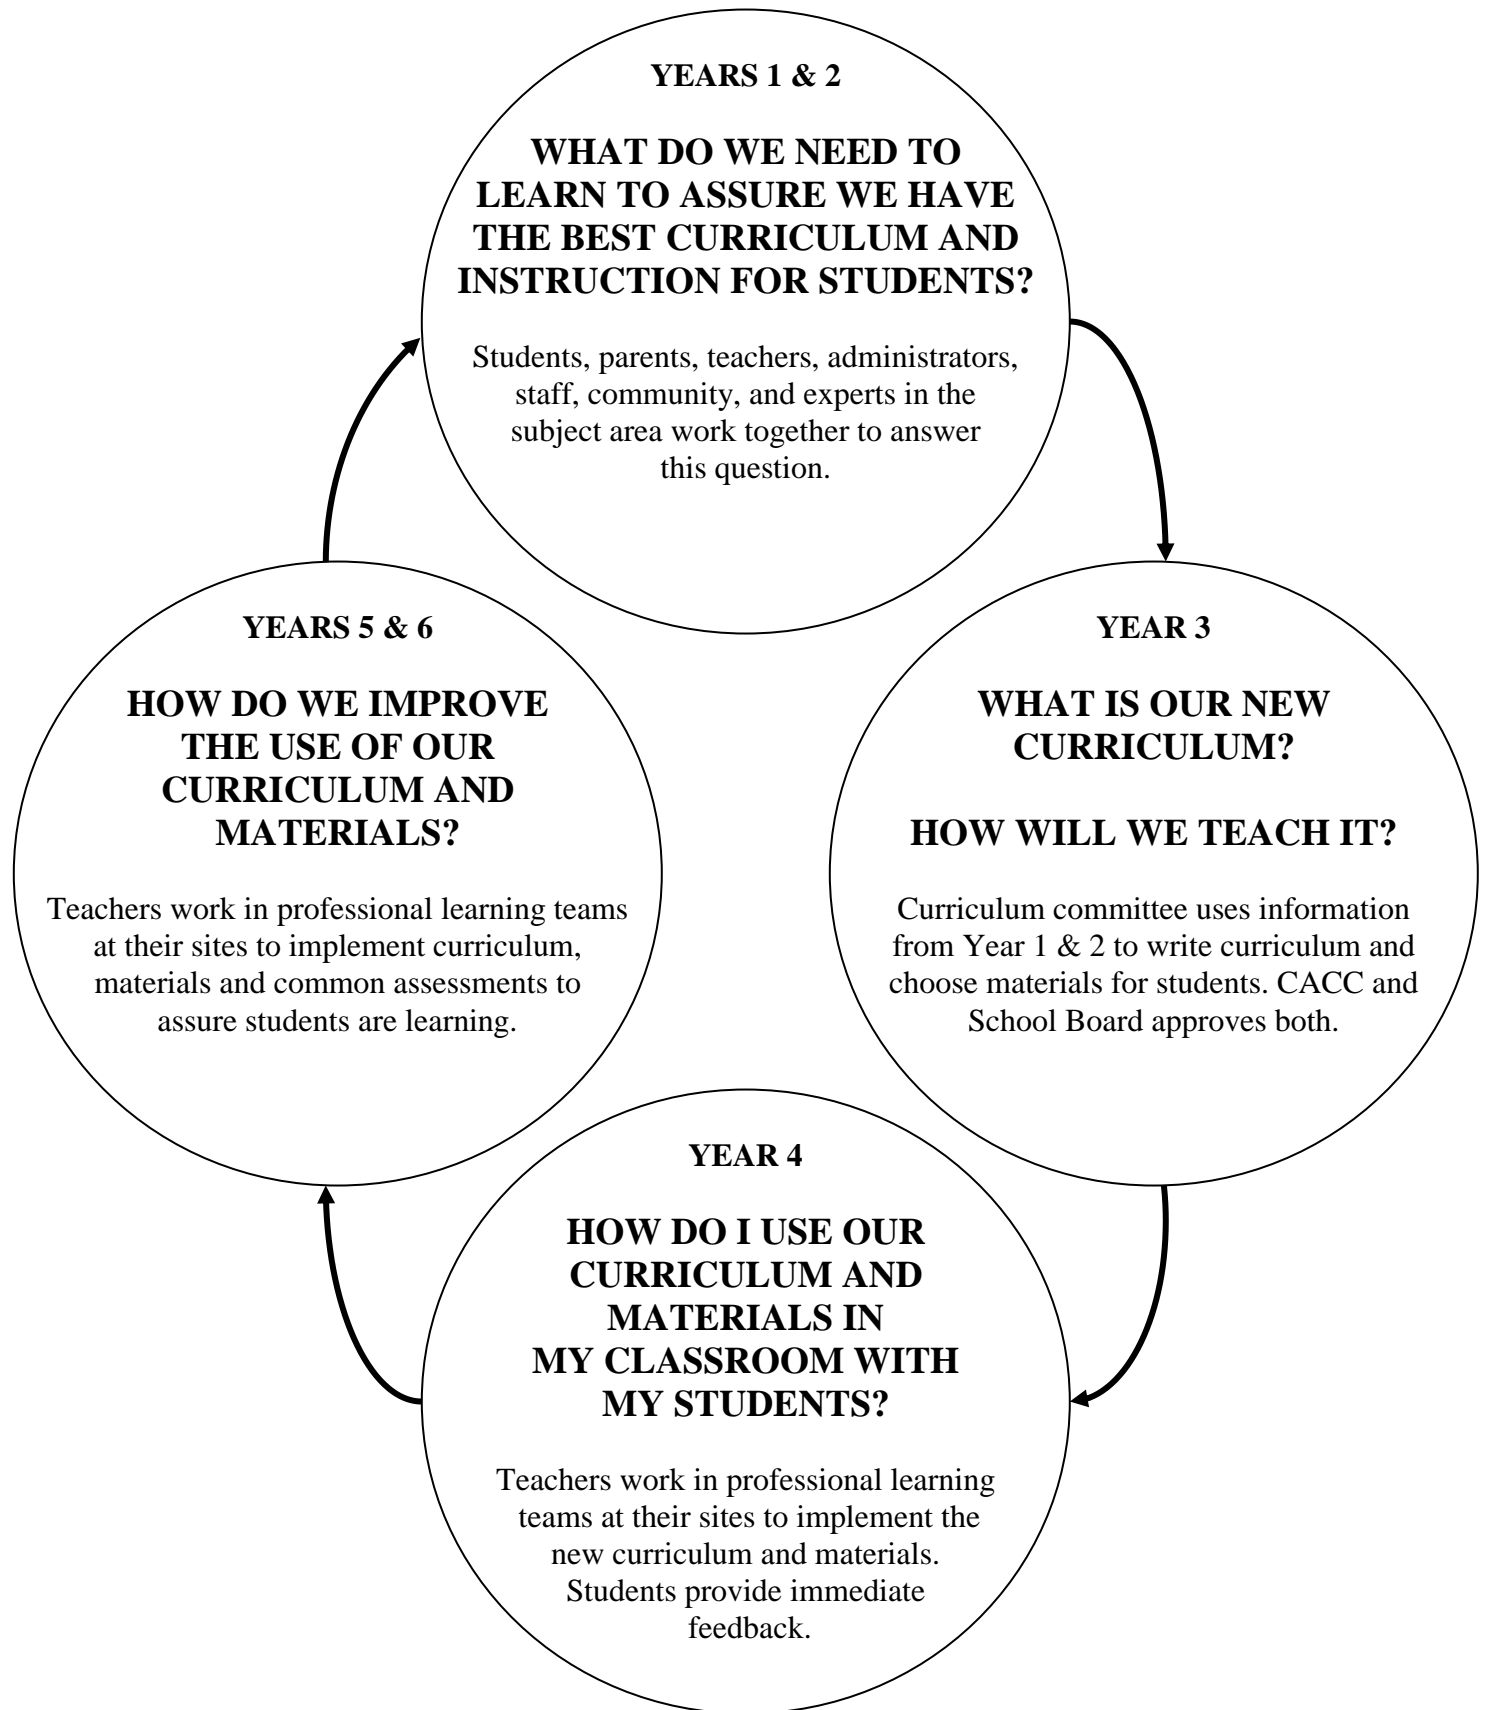 YEARS 1 & 2
WHAT DO WE NEED TO
LEARN TO ASSURE WE HAVE
THE BEST CURRICULUM AND
INSTRUCTION FOR STUDENTS?
Students, parents, teachers, administrators,
staff, community, and experts in the
subject area work together to answer
this question.
YEAR 3
WHAT IS OUR NEW
CURRICULUM?
HOW WILL WE TEACH IT?
Curriculum committee uses information
from Year 1 & 2 to write curriculum and
choose materials for students. CACC and
School Board approves both.
YEAR 4
HOW DO I USE OUR
CURRICULUM AND
MATERIALS IN
MY CLASSROOM WITH
MY STUDENTS?
Teachers work in professional learning
teams at their sites to implement the
new curriculum and materials.
Students provide immediate
feedback.
YEARS 5 & 6
HOW DO WE IMPROVE
THE USE OF OUR
CURRICULUM AND
MATERIALS?
Teachers work in professional learning teams
at their sites to implement curriculum,
materials and common assessments to
assure students are learning.